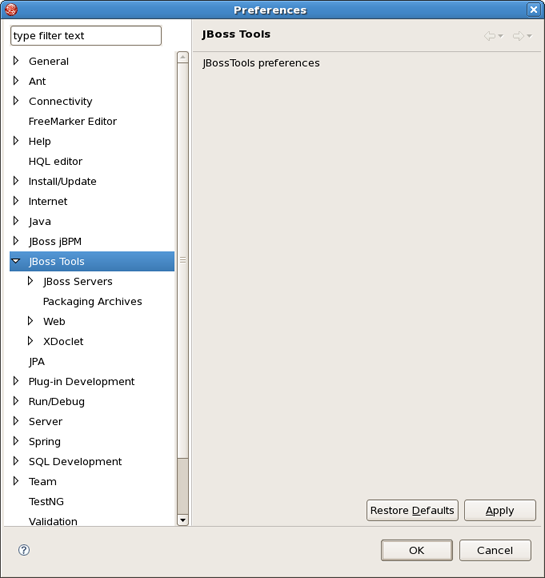 Preferences
type filter text
General
Ant
Connectivity
FreeMarker Editor
Help
HQL editor
Install/Update
Internet
Java
JBoss jBPM
JBoss Tools
JBoss Servers
Packaging Archives
Web
XDoclet
JPA
Plug-in Development
Run/Debug
Server
Spring
SQL Development
Team
TestNG
Validation
JBoss Tools
JBossTools preferences
Restore Defaults Apply
? OK Cancel